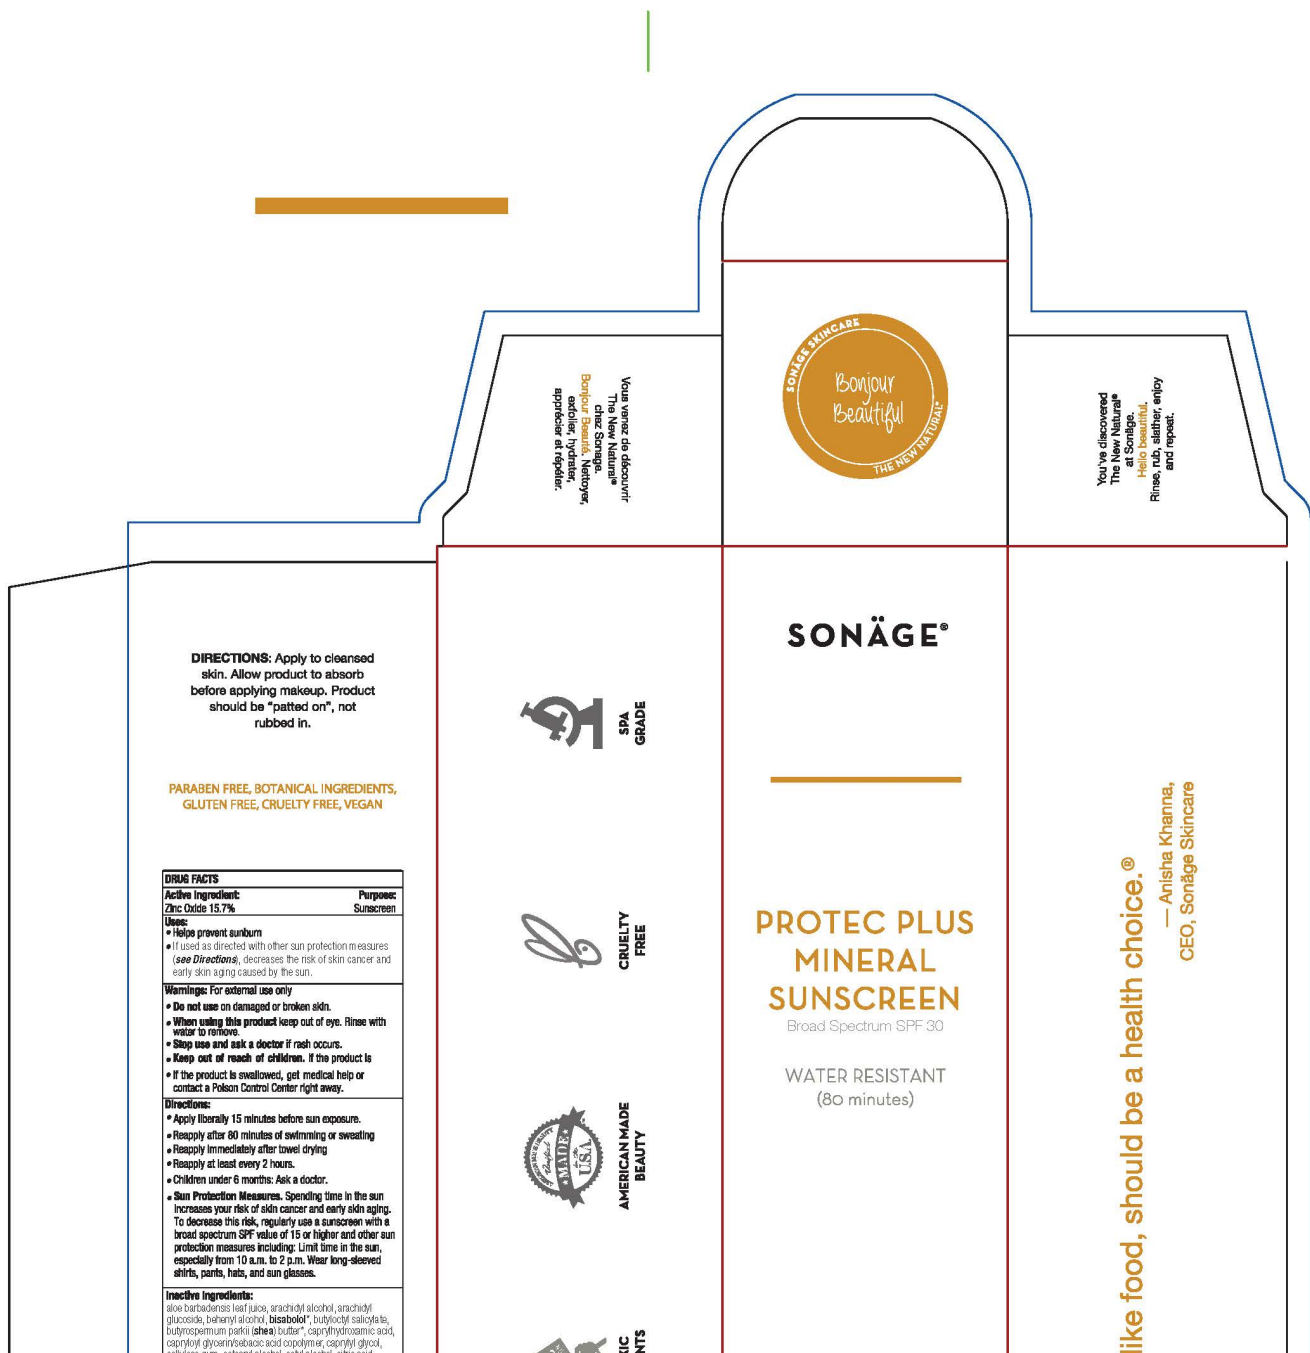 SONÄGE SKINCARE
Bonjour
Beautiful
THE NEW NATURAL®
Vous venez de découvrir
The New Natural®
chez Sonage.
Bonjour Beauté. Nettoyer,
exfolier, hydrater,
apprécier et répéter.
You've discovered
The New Natural®
at Sonäge.
Hello beautiful.
Rinse, rub, slather, enjoy
and repeat.
DIRECTIONS: Apply to cleansed
skin. Allow product to absorb
before applying makeup. Product
should be "patted on", not
rubbed in.
PARABEN FREE, BOTANICAL INGREDIENTS,
GLUTEN FREE, CRUELTY FREE, VEGAN
DRUG FACTS
Active Ingredient: Purpose:
Zinc Oxide 15.7% Sunscreen
Uses:
• Helps prevent sunburn
• If used as directed with other sun protection measures
(see Directions), decreases the risk of skin cancer and
early skin aging caused by the sun.
Warnings: For external use only
• Do not use on damaged or broken skin.
• When using this product keep out of eye. Rinse with
water to remove.
• Stop use and ask a doctor if rash occurs.
• Keep out of reach of children. If the product is
• If the product is swallowed, get medical help or
contact a Poison Control Center right away.
Directions:
• Apply liberally 15 minutes before sun exposure.
• Reapply after 80 minutes of swimming or sweating
• Reapply immediately after towel drying
• Reapply at least every 2 hours.
• Children under 6 months: Ask a doctor.
• Sun Protection Measures. Spending time in the sun
increases your risk of skin cancer and early skin aging.
To decrease this risk, regularly use a sunscreen with a
broad spectrum SPF value of 15 or higher and other sun
protection measures including: Limit time in the sun,
especially from 10 a.m. to 2 p.m. Wear long-sleeved
shirts, pants, hats, and sun glasses.
Inactive Ingredients:
aloe barbadensis leaf juice, arachidyl alcohol, arachidyl
glucoside, behenyl alcohol, bisabolol*, butyloctyl salicylate,
butyrospermum parkii (shea) butter*, caprylhydroxamic acid,
capryloyl glycerin/sebacic acid copolymer, caprylyl glycol,
SPA
GRADE
CRUELTY
FREE
MADE
U.S.A.
AMERICAN MADE
BEAUTY
SONÄGE®
PROTEC PLUS
MINERAL
SUNSCREEN
Broad Spectrum SPF 30
WATER RESISTANT
(80 minutes)
like food, should be a health choice.®
— Anisha Khanna,
CEO, Sonäge Skincare